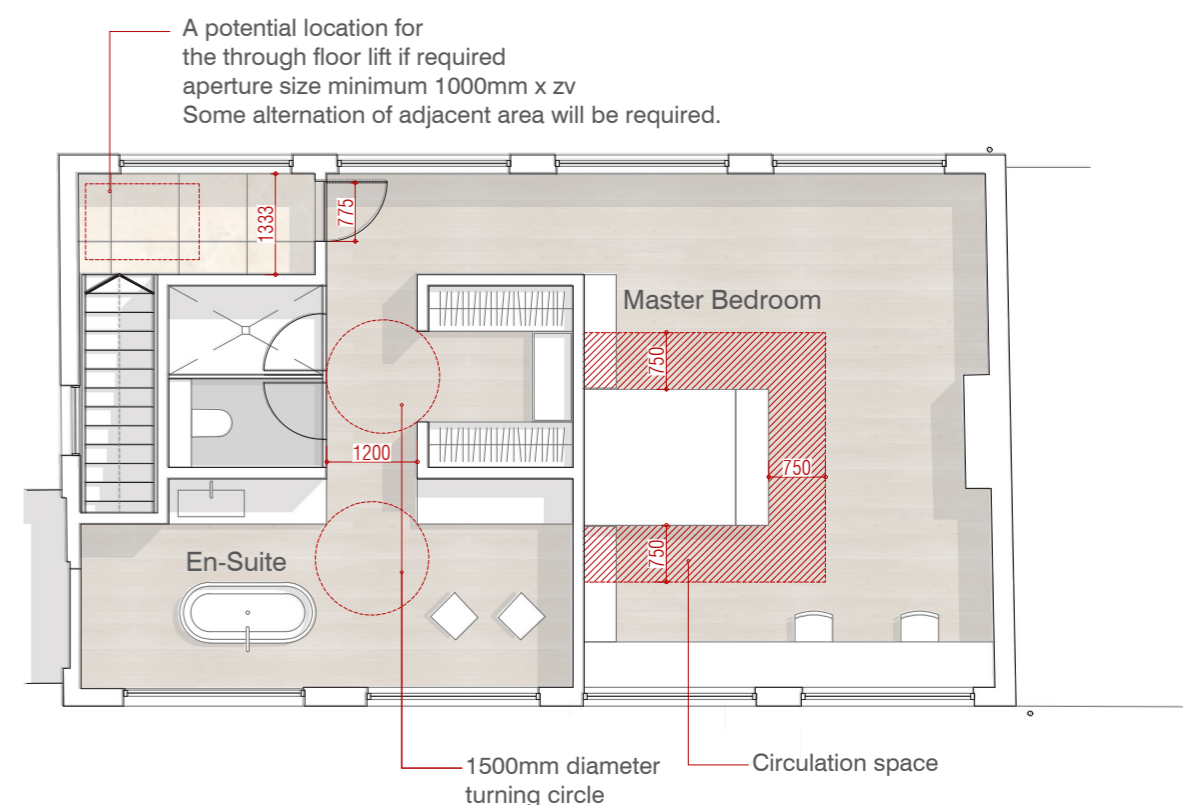 A potential location for
the through floor lift if required
aperture size minimum 1000mm x zv
Some alternation of adjacent area will be required.
1333
775
Master Bedroom
750
1200
750
750
En-Suite
1500mm diameter
turning circle
Circulation space